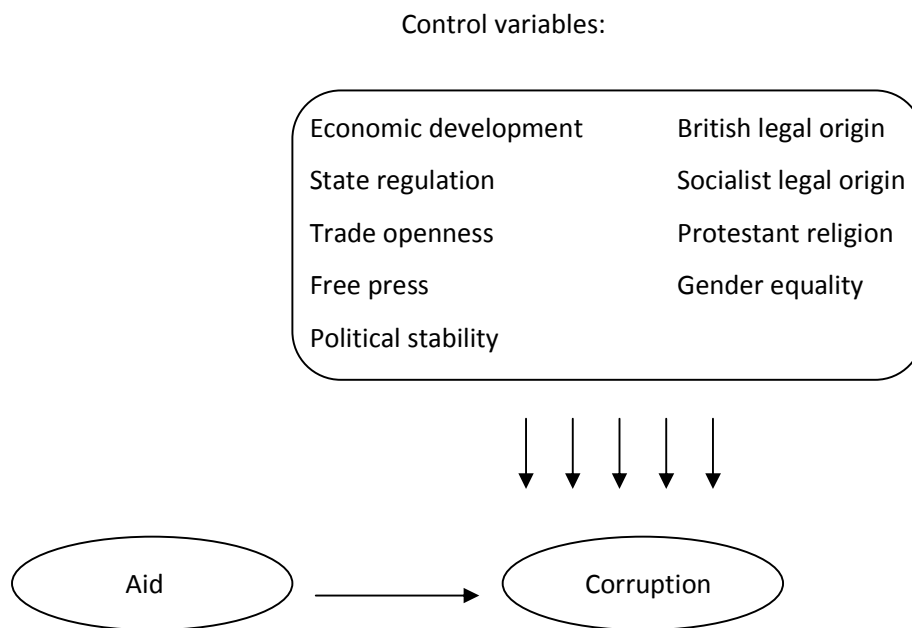 Control variables:
Economic development British legal origin
State regulation Socialist legal origin
Trade openness Protestant religion
Free press Gender equality
Political stability
Aid Corruption